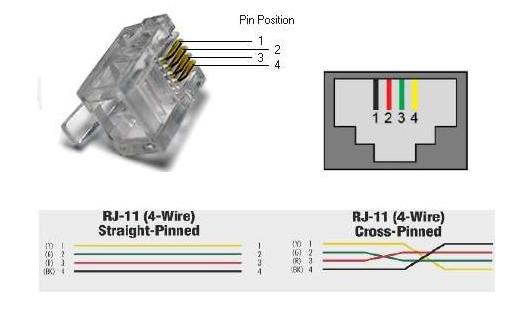 Pin Position
1
2
3
4
1 2 3 4
RJ-11 (4-Wire)
Straight-Pinned
(Y) 1 1
(G) 2 2
(R) 3 3
(BK) 4 4
RJ-11 (4-Wire)
Cross-Pinned
(Y) 1 1
(G) 2 2
(R) 3 3
(BK) 4 4